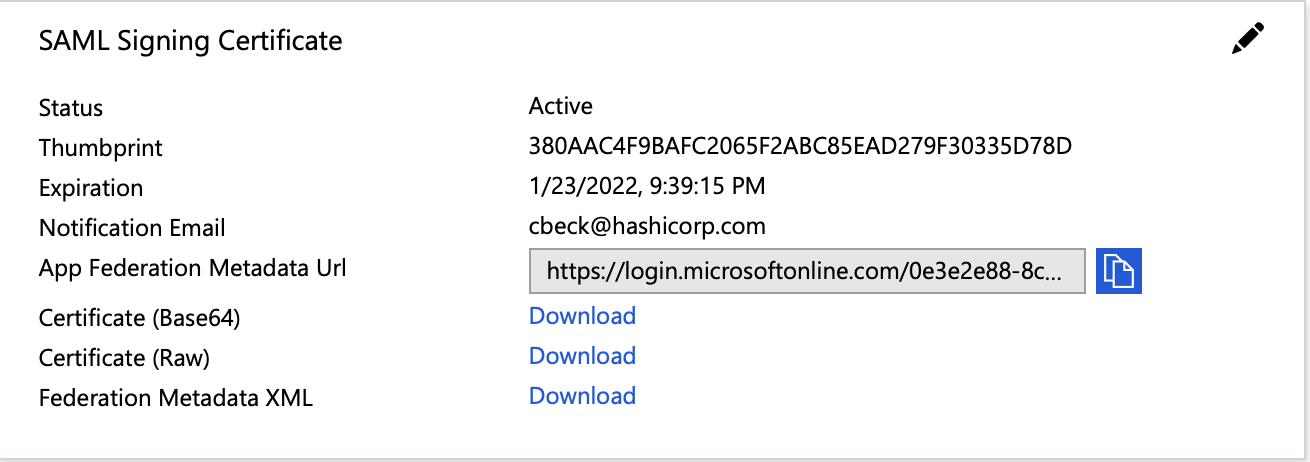 SAML Signing Certificate
Status Active
Thumbprint 380AAC4F9BAFC2065F2ABC85EAD279F30335D78D
Expiration 1/23/2022, 9:39:15 PM
Notification Email cbeck@hashicorp.com
App Federation Metadata Url https://login.microsoftonline.com/0e3e2e88-8c...
Certificate (Base64) Download
Certificate (Raw) Download
Federation Metadata XML Download